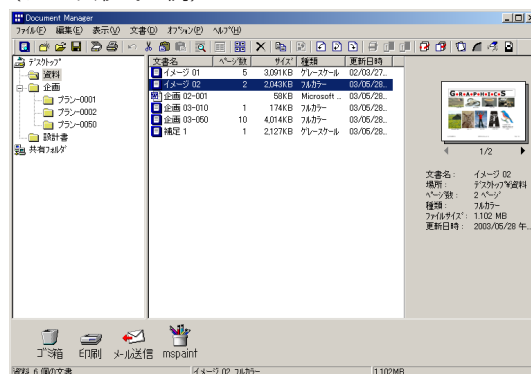 Document Manager
ファイル(F) 編集(E) 表示(V) 文書(D) オプション(P) ヘルプ(H)
デスクトップ
資料
企画
プラン-0001
プラン-0002
プラン-0050
設計書
共有フォルダ
文書名 ページ数 サイズ 種類 更新日時
イメージ 01 5 3,091KB グレースケール 02/03/27...
イメージ 02 2 2,043KB フルカラー 03/05/28...
企画 02-001 58KB Microsoft ... 03/05/28...
企画 03-010 1 174KB フルカラー 03/05/28...
企画 03-050 10 4,014KB フルカラー 03/05/28...
補足 1 1 2,127KB グレースケール 03/05/28...
G•R•A•P•H•I•C•S
1/2
文書名: イメージ 02
場所: デスクトップ¥資料
ページ数: 2 ページ
種類: フルカラー
ファイルサイズ: 1.102 MB
更新日時: 2003/05/28 午...
ゴミ箱 印刷 メール送信 mspaint
資料 6 個の文書 イメージ 02 フルカラー 1.102MB